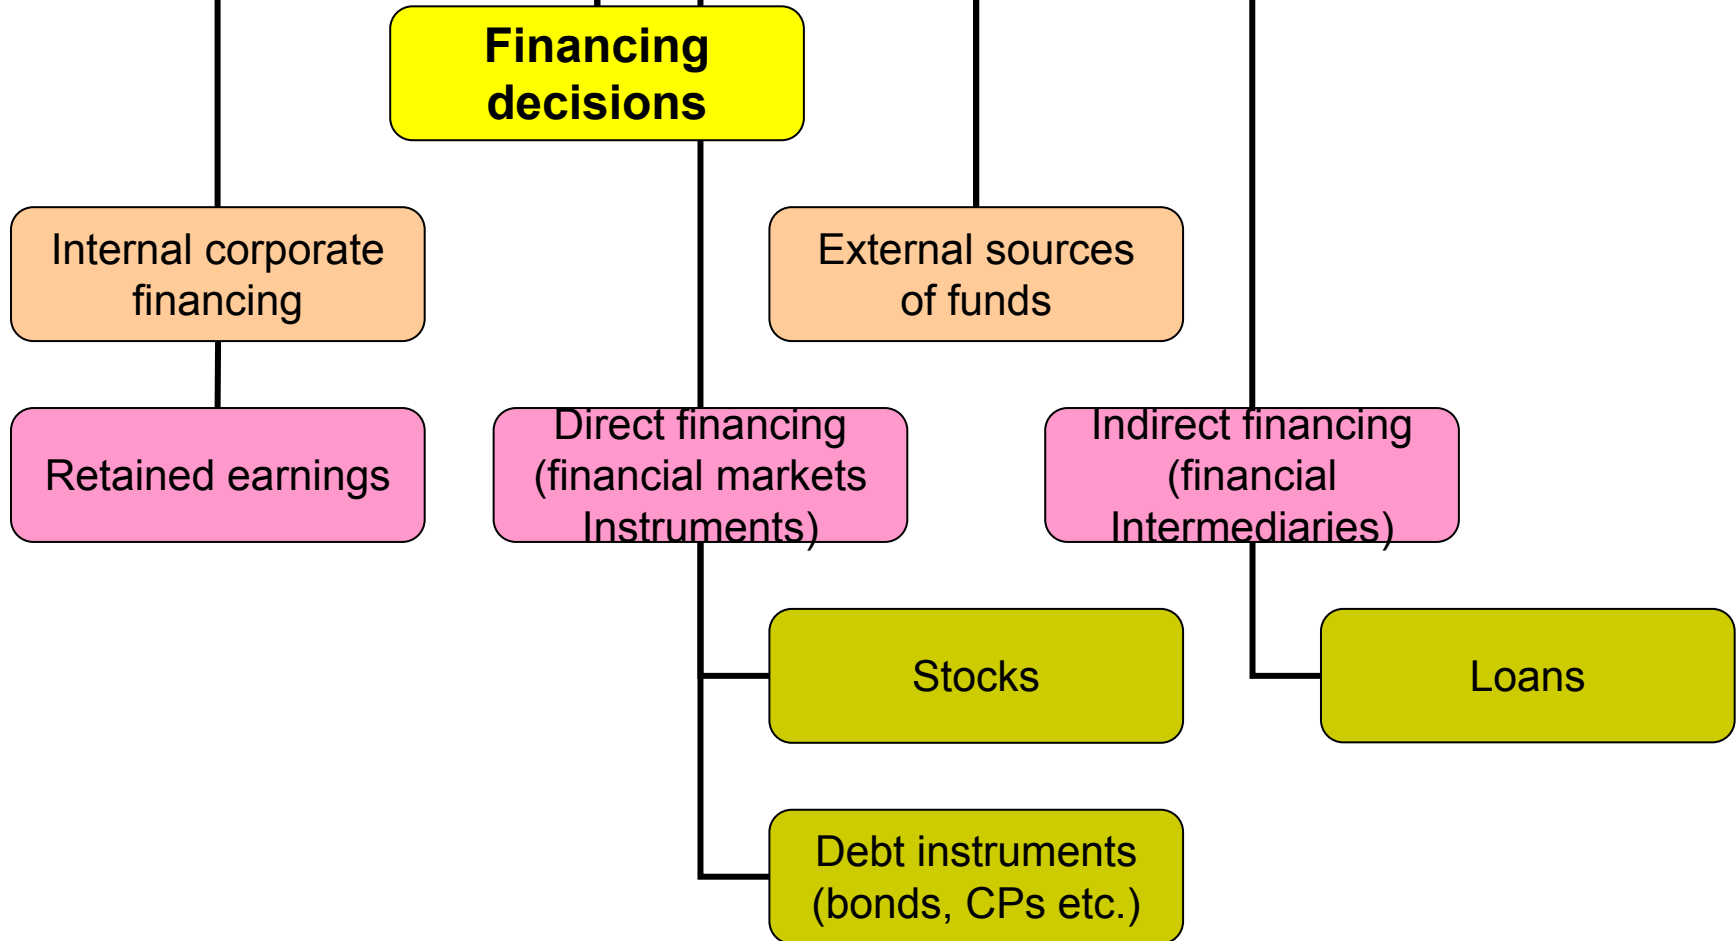 Financing
decisions
Internal corporate
financing
External sources
of funds
Retained earnings
Direct financing
(financial markets
Instruments)
Indirect financing
(financial
Intermediaries)
Stocks
Loans
Debt instruments
(bonds, CPs etc.)